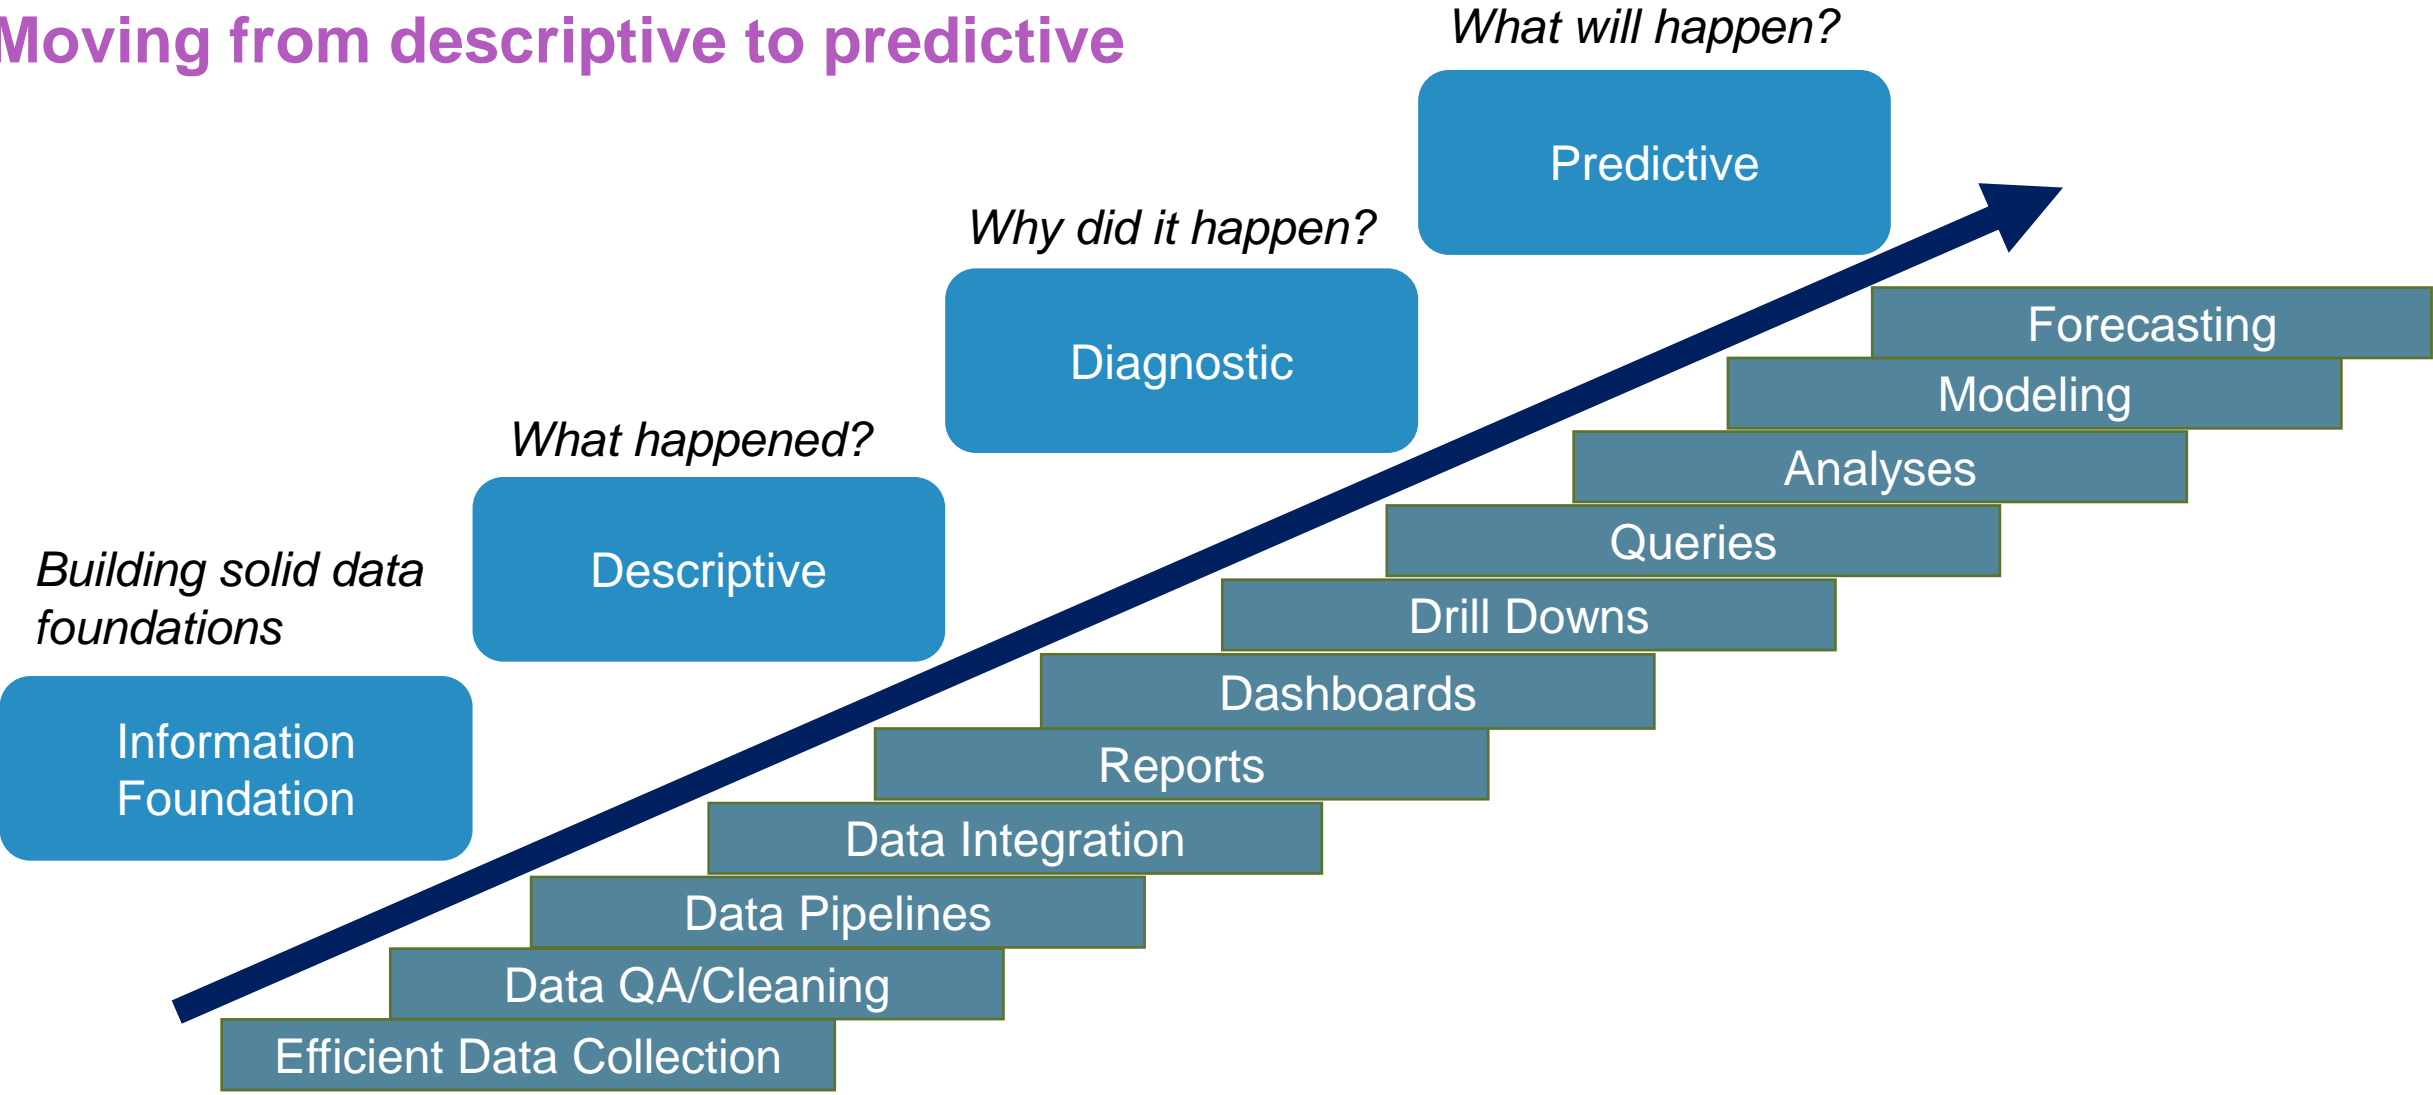 Moving from descriptive to predictive
What will happen?
Predictive
Why did it happen?
Diagnostic
What happened?
Descriptive
Building solid data
foundations
Information
Foundation
Forecasting
Modeling
Analyses
Queries
Drill Downs
Dashboards
Reports
Data Integration
Data Pipelines
Data QA/Cleaning
Efficient Data Collection